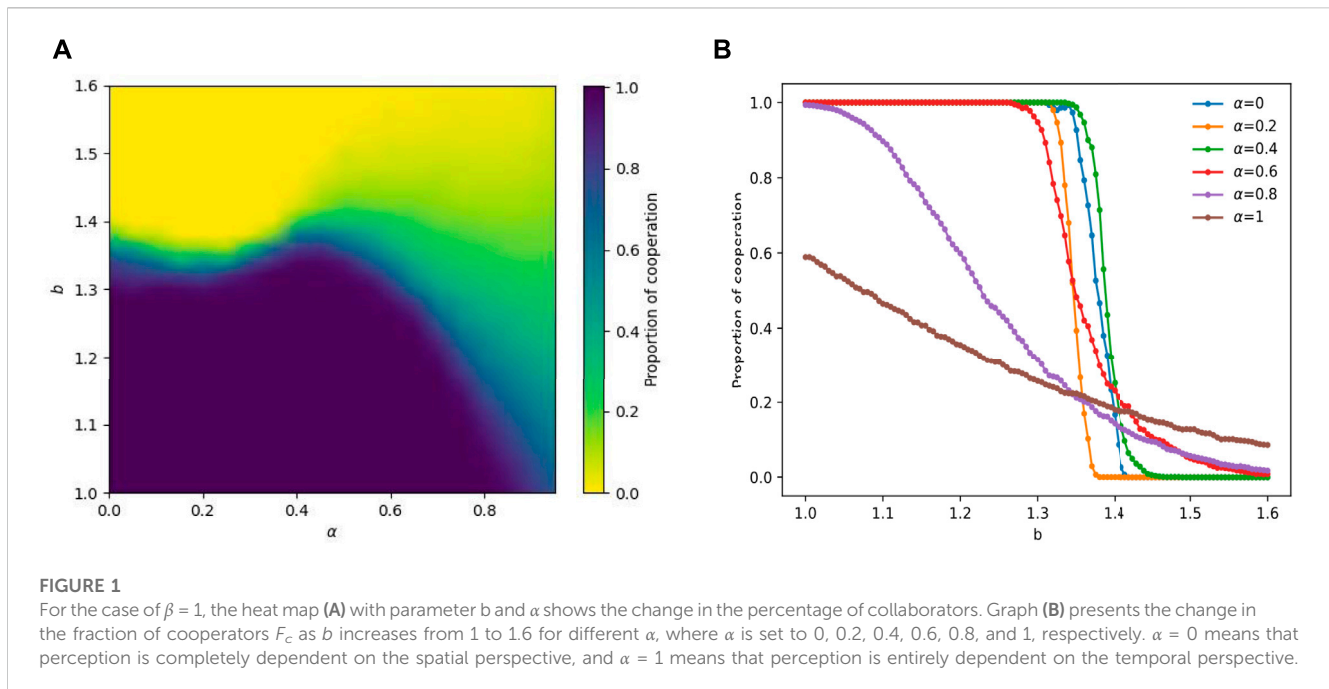 A
B
1.6
1.5
1.4
1.3
1.2
1.1
1.0
b
0.0
0.2
0.4
0.6
0.8
α
1.0
0.8
0.6
0.4
0.2
0.0
Proportion of cooperation
1.0
0.8
0.6
0.4
0.2
0.0
Proportion of cooperation
1.0
1.1
1.2
1.3
1.4
1.5
1.6
b
α=0
α=0.2
α=0.4
α=0.6
α=0.8
α=1
FIGURE 1
For the case of β = 1, the heat map (A) with parameter b and α shows the change in the percentage of collaborators. Graph (B) presents the change in
the fraction of cooperators Fc as b increases from 1 to 1.6 for different α, where α is set to 0, 0.2, 0.4, 0.6, 0.8, and 1, respectively. α = 0 means that
perception is completely dependent on the spatial perspective, and α = 1 means that perception is entirely dependent on the temporal perspective.